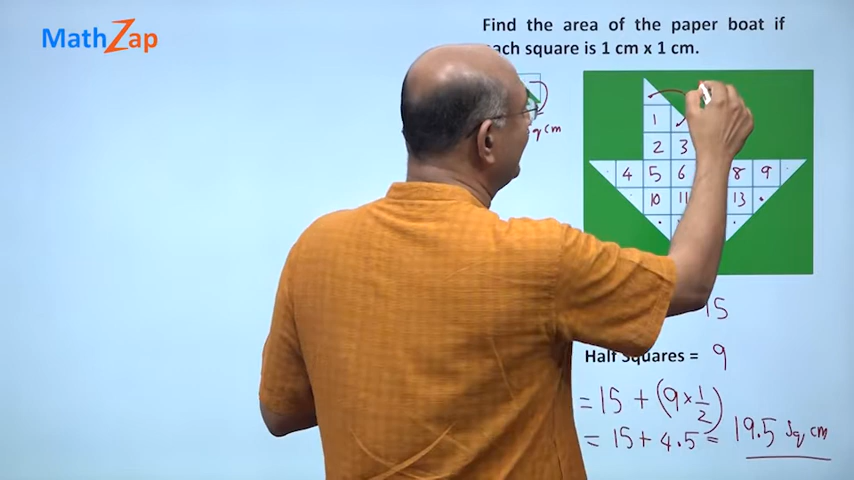 MathZap
Find the area of the paper boat if
each square is 1 cm x 1 cm.
q cm
1
2 3
4 5 6 8 9
10 11 13
15
Half Squares = 9
= 15 + (9 × 1/2)
= 15 + 4.5 = 19.5 Sq cm